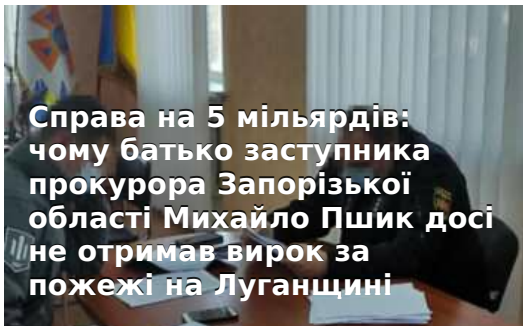 Справа на 5 мільярдів:
чому батько заступника
прокурора Запорізької
області Михайло Пшик досі
не отримав вирок за
пожежі на Луганщині